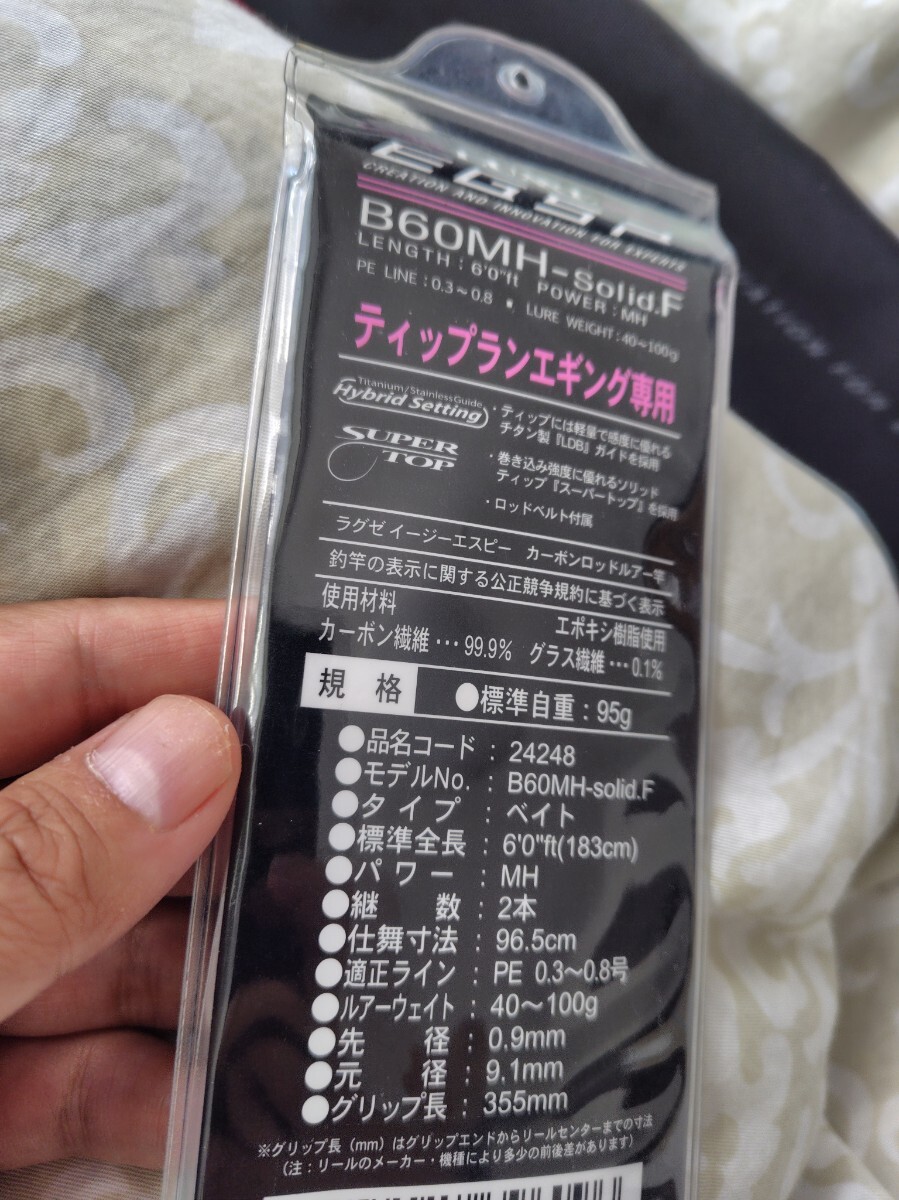 CREATION AND INNOVATION FOR EXPERTS
B60MH-solid.F
LENGTH : 6'0"ft POWER : MH
PE LINE : 0.3～0.8 ・ LURE WEIGHT : 40～100g
ティップランエギング専用
Titanium/StainlessGuide
Hybrid Setting
SUPER
TOP
・ティップには軽量で感度に優れる
チタン製『LDB』ガイドを採用
・巻き込み強度に優れるソリッド
ティップ『スーパートップ』を採用
・ロッドベルト付属
ラグゼ イージーエスピー カーボンロッドルアー竿
釣竿の表示に関する公正競争規約に基づく表示
使用材料 エポキシ樹脂使用
カーボン繊維…99.9% グラス繊維…0.1%
規格 ●標準自重 : 95g
●品名コード : 24248
●モデルNo. : B60MH-solid.F
●タイプ : ベイト
●標準全長 : 6'0"ft(183cm)
●パワー : MH
●継数 : 2本
●仕舞寸法 : 96.5cm
●適正ライン : PE 0.3～0.8号
●ルアーウェイト : 40～100g
●先径 : 0.9mm
●元径 : 9.1mm
●グリップ長 : 355mm
※グリップ長（mm）はグリップエンドからリールセンターまでの寸法
（注：リールのメーカー・機種により多少の前後差があります）